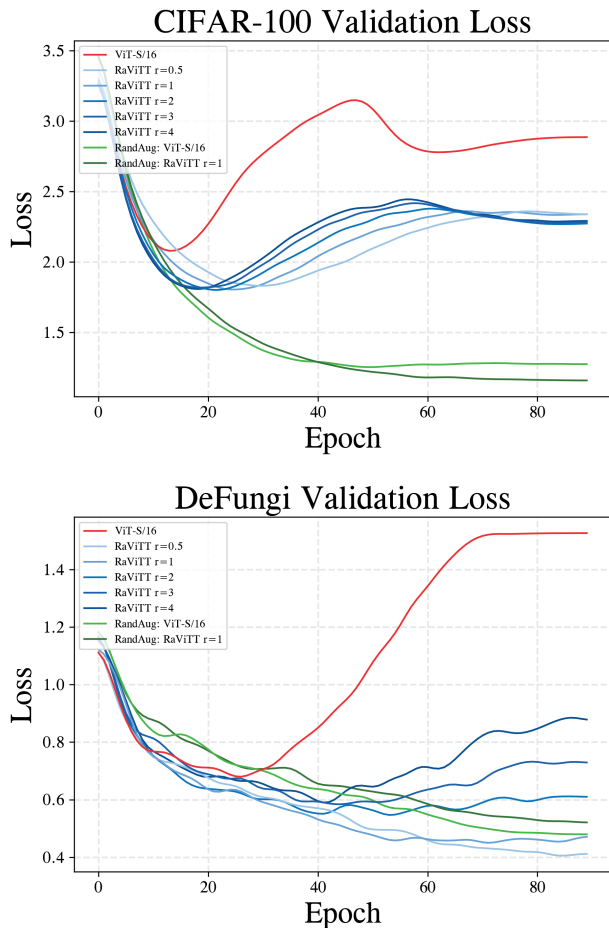 CIFAR-100 Validation Loss
3.5
3.0
2.5
2.0
1.5
Loss
ViT-S/16
RaViTT r=0.5
RaViTT r=1
RaViTT r=2
RaViTT r=3
RaViTT r=4
RandAug: ViT-S/16
RandAug: RaViTT r=1
0 20 40 60 80
Epoch
DeFungi Validation Loss
1.4
1.2
1.0
0.8
0.6
0.4
Loss
ViT-S/16
RaViTT r=0.5
RaViTT r=1
RaViTT r=2
RaViTT r=3
RaViTT r=4
RandAug: ViT-S/16
RandAug: RaViTT r=1
0 20 40 60 80
Epoch